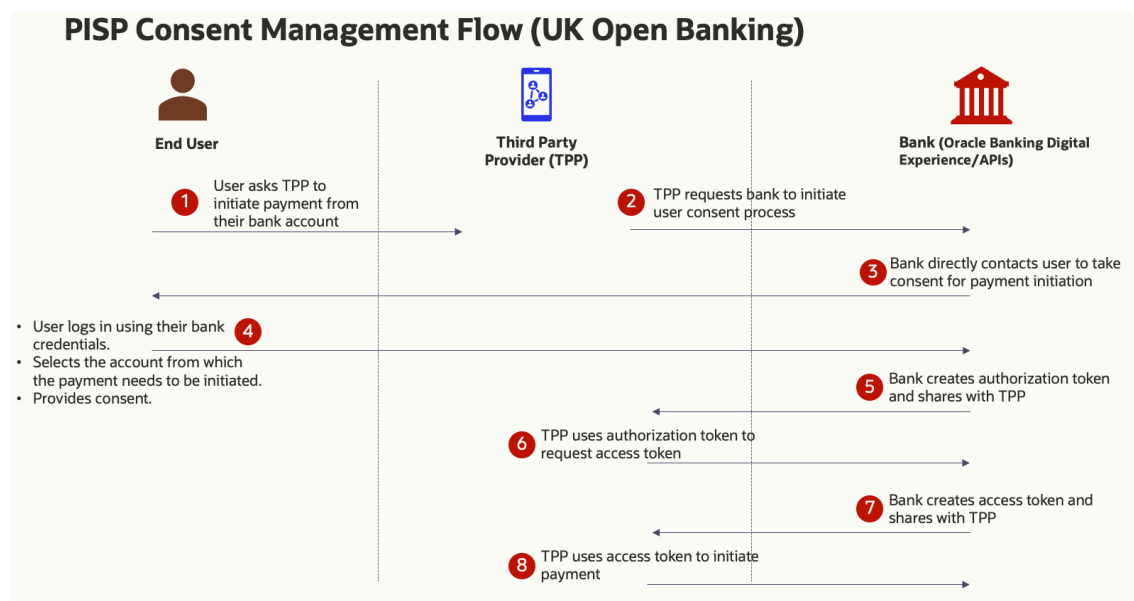 PISP Consent Management Flow (UK Open Banking)
End User
Third Party
Provider (TPP)
Bank (Oracle Banking Digital
Experience/APIs)
1
User asks TPP to
initiate payment from
their bank account
2
TPP requests bank to initiate
user consent process
3
Bank directly contacts user to take
consent for payment initiation
4
• User logs in using their bank
credentials.
• Selects the account from which
the payment needs to be initiated.
• Provides consent.
5
Bank creates authorization token
and shares with TPP
6
TPP uses authorization token to
request access token
7
Bank creates access token and
shares with TPP
8
TPP uses access token to initiate
payment